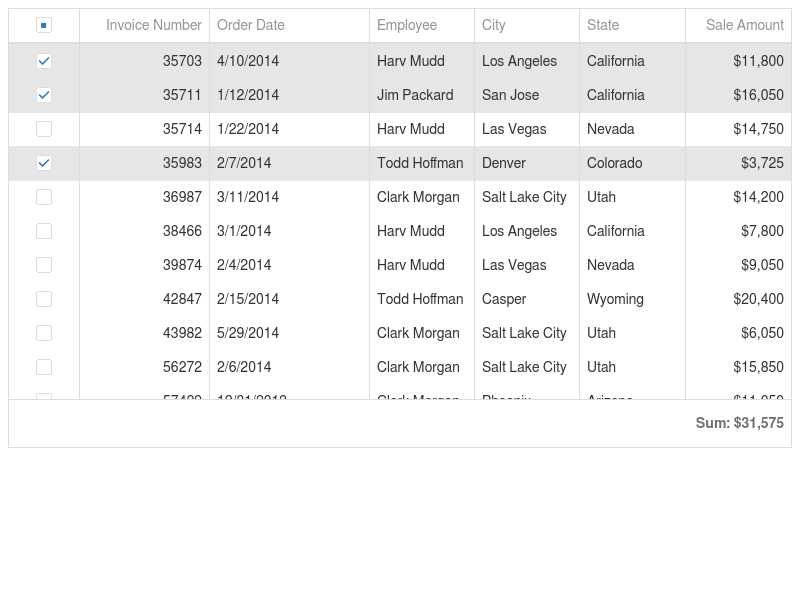 Invoice Number Order Date Employee City State Sale Amount
35703 4/10/2014 Harv Mudd Los Angeles California $11,800
35711 1/12/2014 Jim Packard San Jose California $16,050
35714 1/22/2014 Harv Mudd Las Vegas Nevada $14,750
35983 2/7/2014 Todd Hoffman Denver Colorado $3,725
36987 3/11/2014 Clark Morgan Salt Lake City Utah $14,200
38466 3/1/2014 Harv Mudd Los Angeles California $7,800
39874 2/4/2014 Harv Mudd Las Vegas Nevada $9,050
42847 2/15/2014 Todd Hoffman Casper Wyoming $20,400
43982 5/29/2014 Clark Morgan Salt Lake City Utah $6,050
56272 2/6/2014 Clark Morgan Salt Lake City Utah $15,850
Clark Morgan Phoenix Arizona
Sum: $31,575